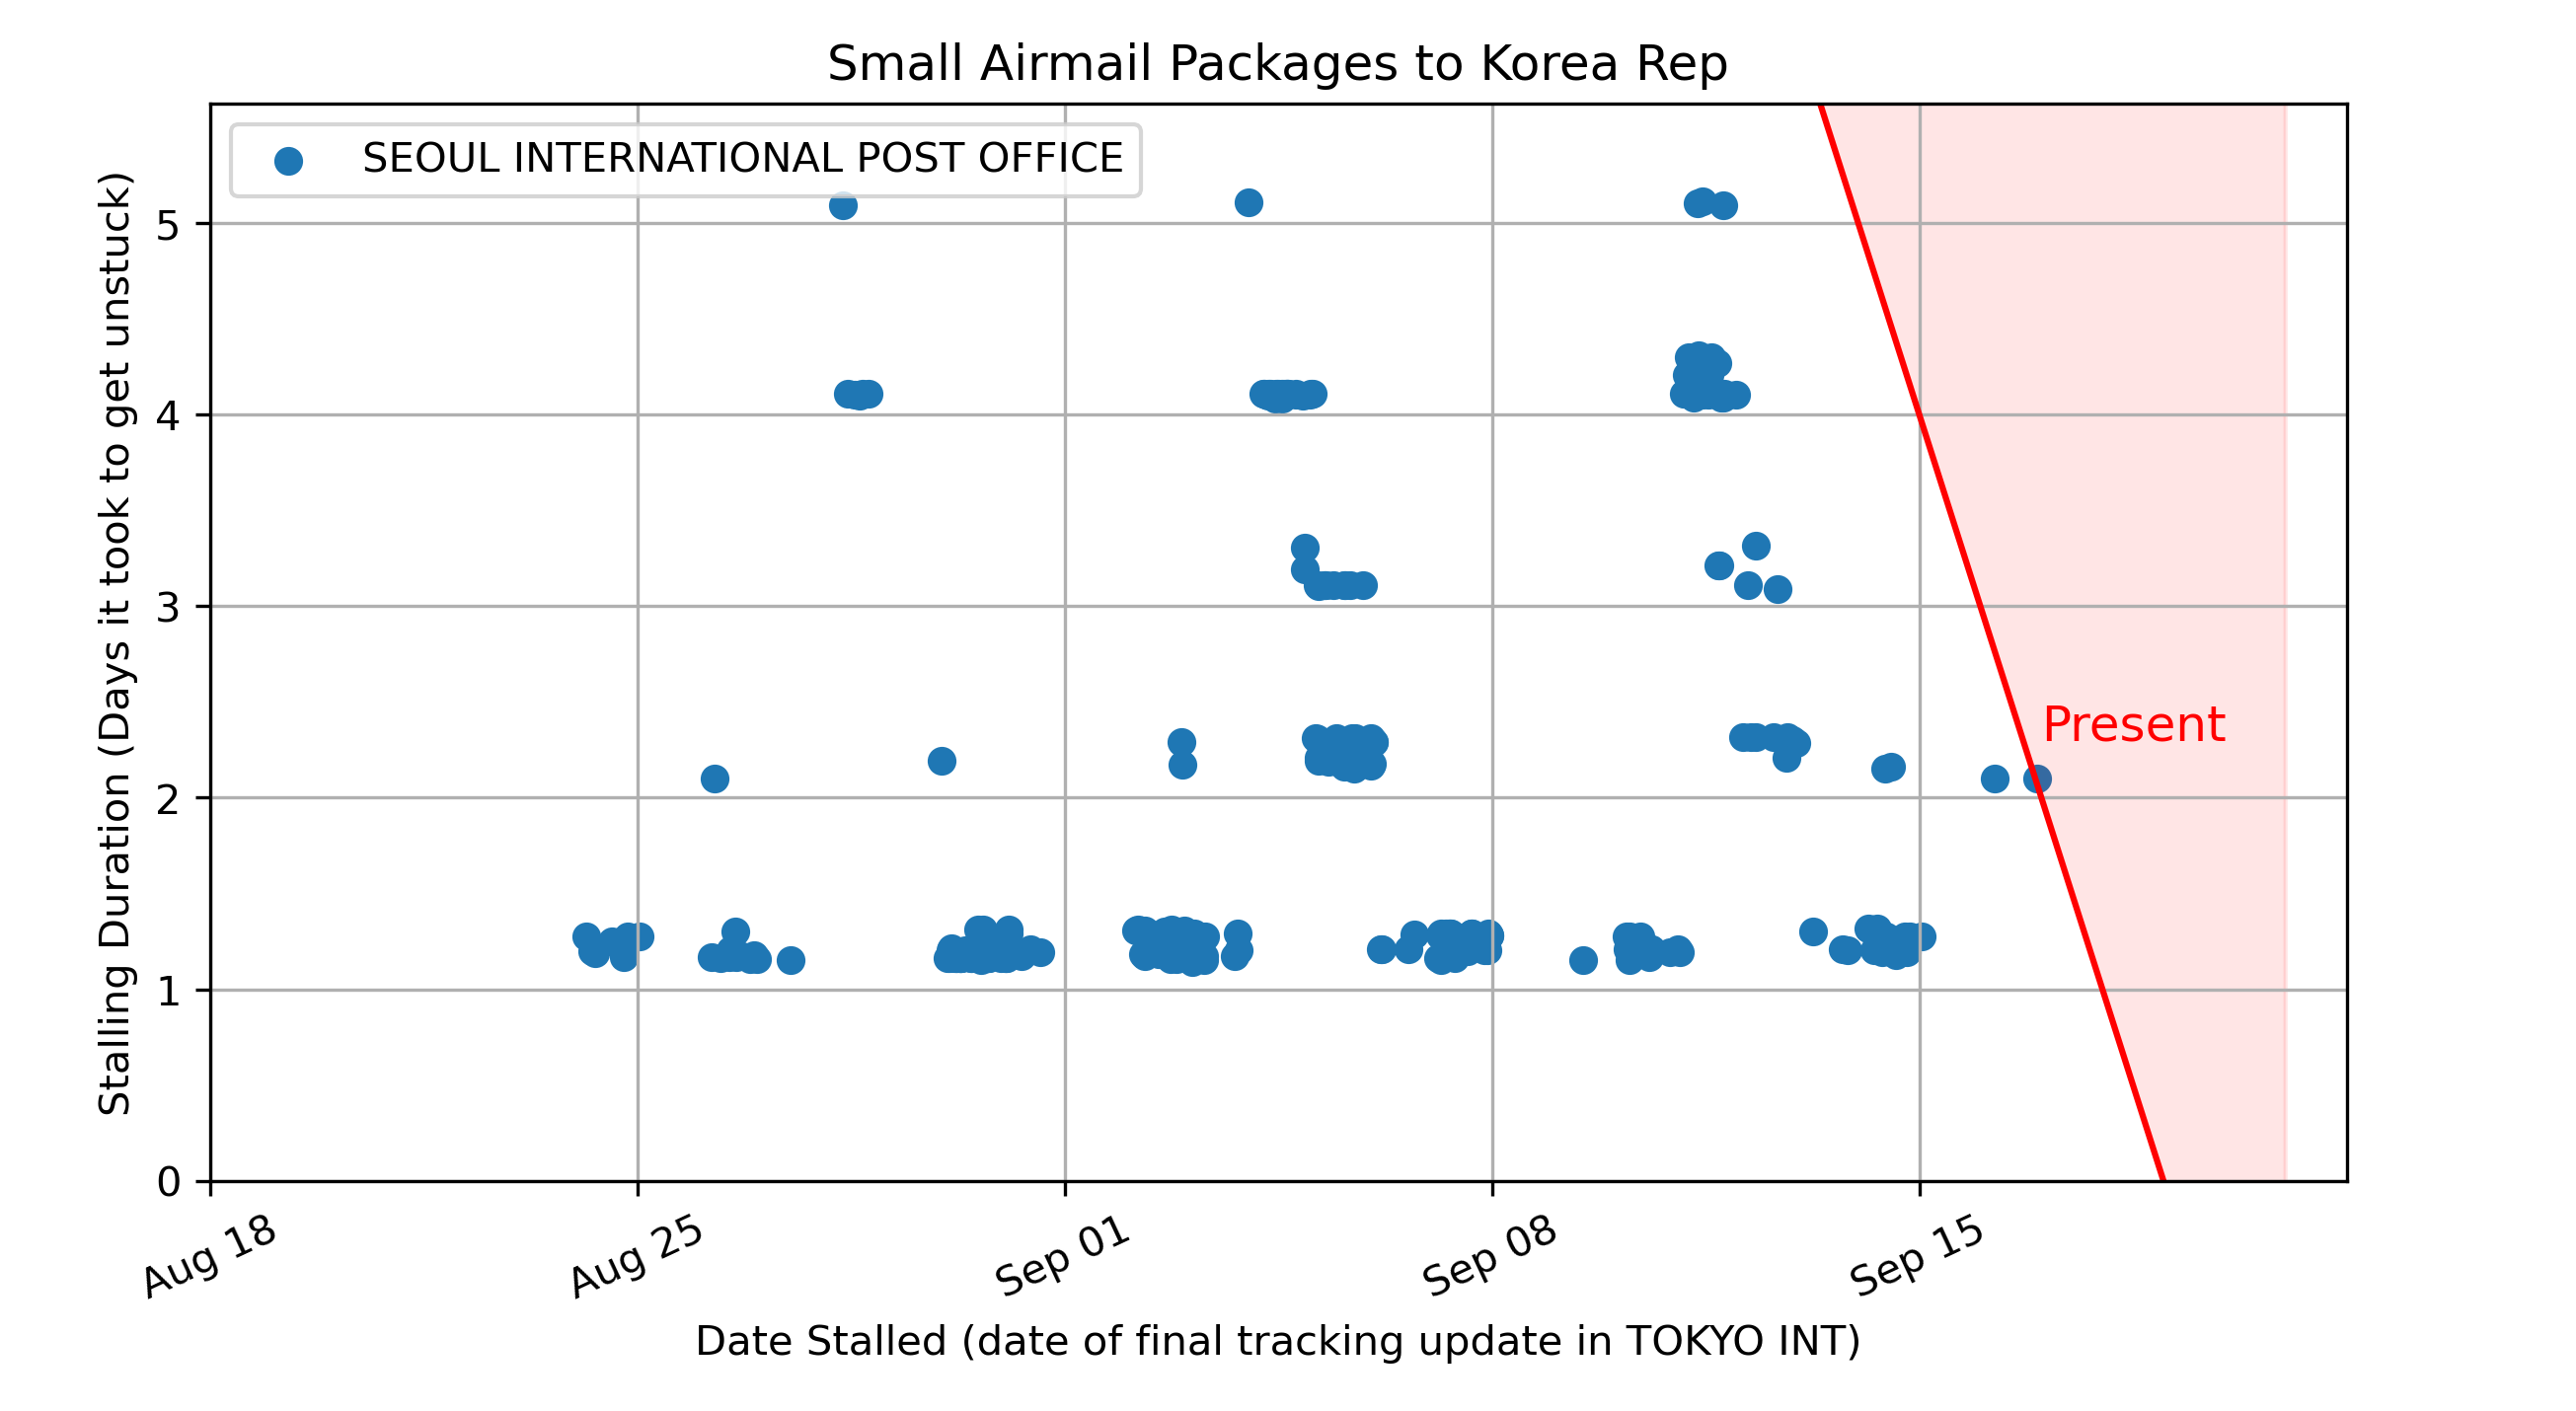 Small Airmail Packages to Korea Rep
SEOUL INTERNATIONAL POST OFFICE
Stalling Duration (Days it took to get unstuck)
5
4
3
2
1
0
Present
Aug 18
Aug 25
Sep 01
Sep 08
Sep 15
Date Stalled (date of final tracking update in TOKYO INT)